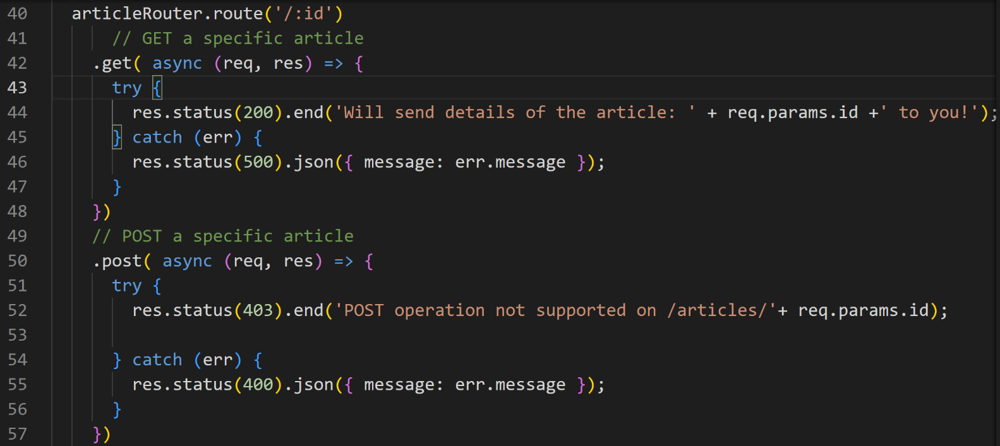 40 articleRouter.route('/:id')
41 // GET a specific article
42 .get( async (req, res) => {
43 try {
44 res.status(200).end('Will send details of the article: ' + req.params.id +' to you!');
45 } catch (err) {
46 res.status(500).json({ message: err.message });
47 }
48 })
49 // POST a specific article
50 .post( async (req, res) => {
51 try {
52 res.status(403).end('POST operation not supported on /articles/'+ req.params.id);
53
54 } catch (err) {
55 res.status(400).json({ message: err.message });
56 }
57 })